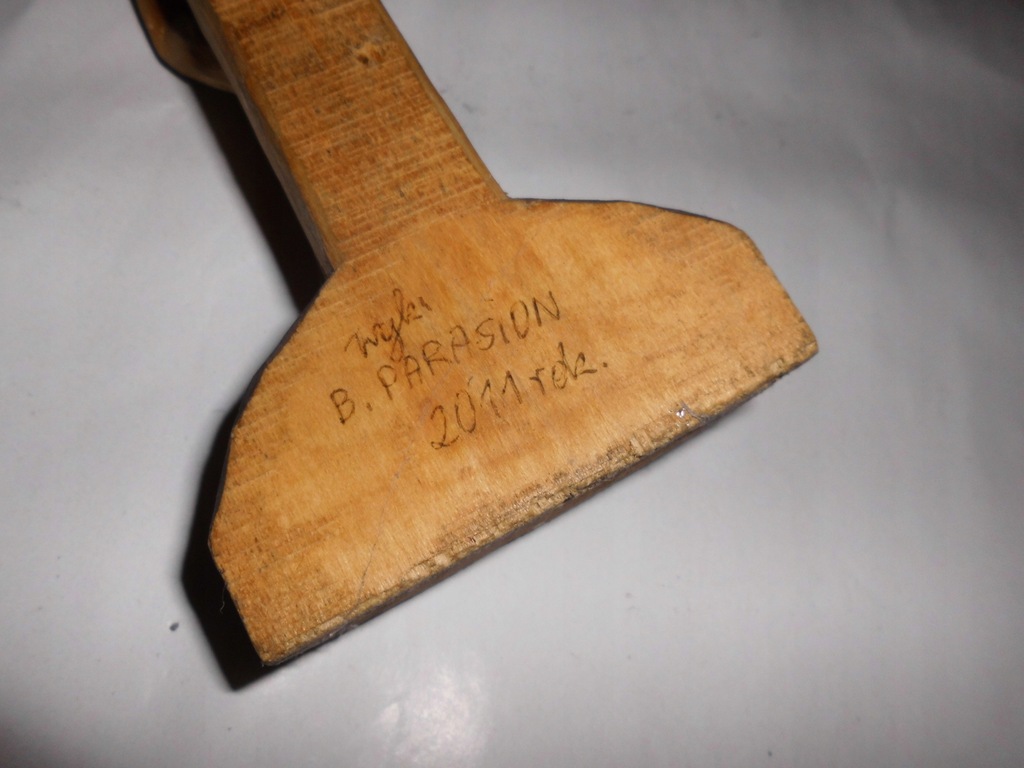 wyk.
B. PARASION
2011 rok.